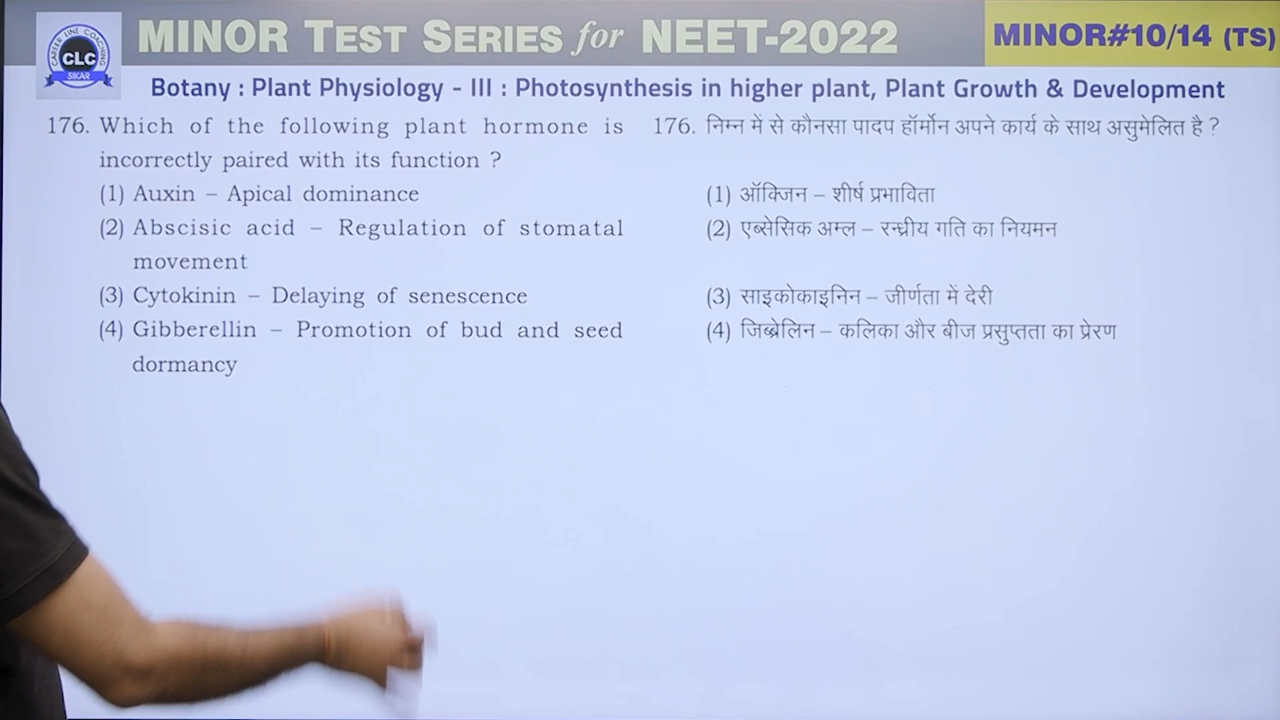 CAREER LINE COACHING
CLC
SIKAR
MINOR TEST SERIES for NEET-2022
MINOR#10/14 (TS)
Botany : Plant Physiology - III : Photosynthesis in higher plant, Plant Growth & Development
176. Which of the following plant hormone is
incorrectly paired with its function ?
(1) Auxin – Apical dominance
(2) Abscisic acid – Regulation of stomatal
movement
(3) Cytokinin – Delaying of senescence
(4) Gibberellin – Promotion of bud and seed
dormancy
176. निम्न में से कौनसा पादप हॉर्मोन अपने कार्य के साथ असुमेलित है ?
(1) ऑक्जिन – शीर्ष प्रभाविता
(2) एब्सेसिक अम्ल – रन्ध्रीय गति का नियमन
(3) साइकोकाइनिन – जीर्णता में देरी
(4) जिब्रेलिन – कलिका और बीज प्रसुप्तता का प्रेरण